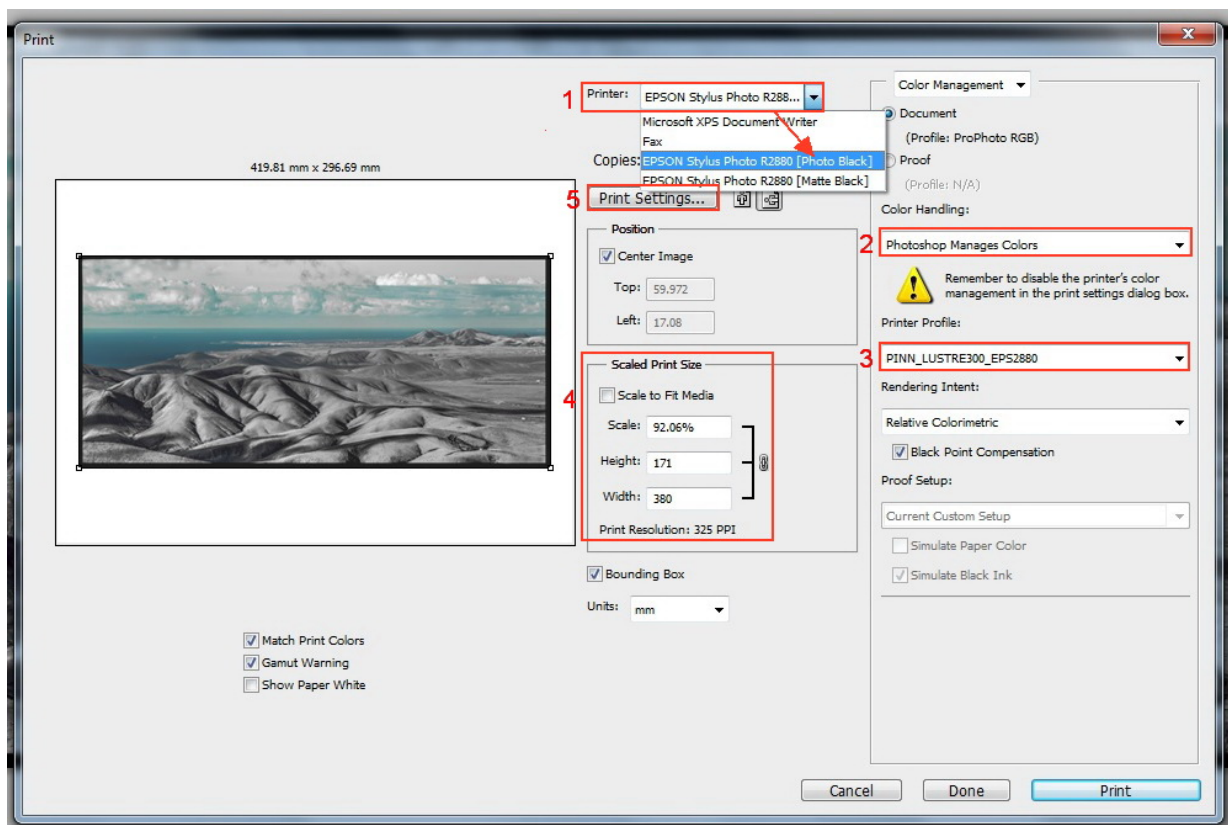 Print
X
1
Printer:
EPSON Stylus Photo R288...
Microsoft XPS Document Writer
Fax
EPSON Stylus Photo R2880 [Photo Black]
EPSON Stylus Photo R2880 [Matte Black]
Copies:
5
Print Settings...
419.81 mm x 296.69 mm
Position
Center Image
Top: 59.972
Left: 17.08
4
Scaled Print Size
Scale to Fit Media
Scale: 92.06%
Height: 171
Width: 380
Print Resolution: 325 PPI
Bounding Box
Units: mm
Match Print Colors
Gamut Warning
Show Paper White
Color Management
Document
(Profile: ProPhoto RGB)
Proof
(Profile: N/A)
Color Handling:
2
Photoshop Manages Colors
Remember to disable the printer's color
management in the print settings dialog box.
Printer Profile:
3
PINN_LUSTRE300_EPS2880
Rendering Intent:
Relative Colorimetric
Black Point Compensation
Proof Setup:
Current Custom Setup
Simulate Paper Color
Simulate Black Ink
Cancel
Done
Print